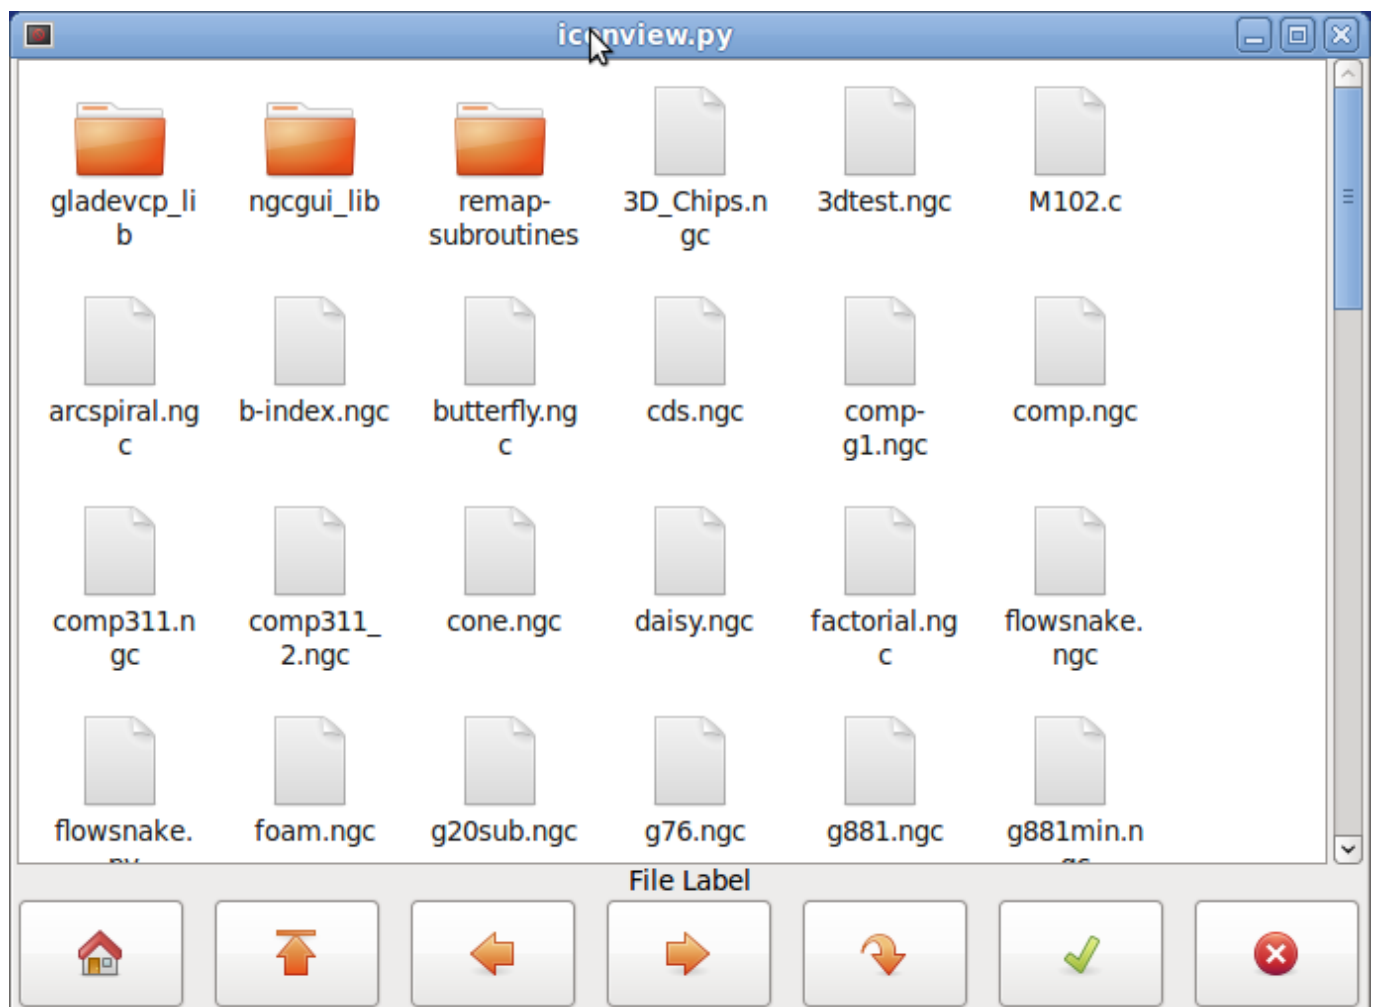 iconview.py
gladevcp_li
b
ngcgui_lib
remap-
subroutines
3D_Chips.n
gc
3dtest.ngc
M102.c
arcspiral.ng
c
b-index.ngc
butterfly.ng
c
cds.ngc
comp-
g1.ngc
comp.ngc
comp311.n
gc
comp311_
2.ngc
cone.ngc
daisy.ngc
factorial.ng
c
flowsnake.
ngc
flowsnake.
py
foam.ngc
g20sub.ngc
g76.ngc
g881.ngc
g881min.n
gc
File Label